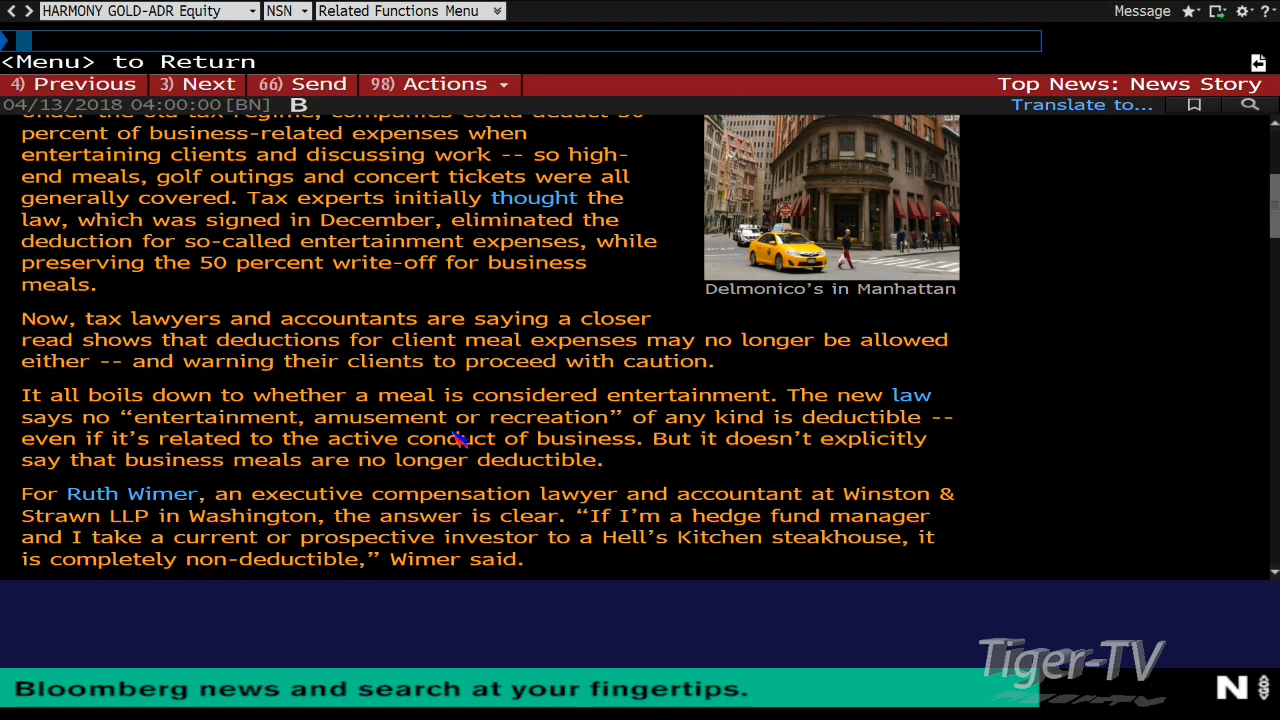 HARMONY GOLD-ADR Equity NSN Related Functions Menu Message
<Menu> to Return
4) Previous 3) Next 66) Send 98) Actions Top News: News Story
04/13/2018 04:00:00 [BN] B Translate to...
Under the old tax regime, companies could deduct 50
percent of business-related expenses when
entertaining clients and discussing work -- so high-
end meals, golf outings and concert tickets were all
generally covered. Tax experts initially thought the
law, which was signed in December, eliminated the
deduction for so-called entertainment expenses, while
preserving the 50 percent write-off for business
meals.
Delmonico's in Manhattan
Now, tax lawyers and accountants are saying a closer
read shows that deductions for client meal expenses may no longer be allowed
either -- and warning their clients to proceed with caution.
It all boils down to whether a meal is considered entertainment. The new law
says no “entertainment, amusement or recreation” of any kind is deductible --
even if it's related to the active conduct of business. But it doesn't explicitly
say that business meals are no longer deductible.
For Ruth Wimer, an executive compensation lawyer and accountant at Winston &
Strawn LLP in Washington, the answer is clear. “If I'm a hedge fund manager
and I take a current or prospective investor to a Hell's Kitchen steakhouse, it
is completely non-deductible,” Wimer said.
Tiger-TV
Bloomberg news and search at your fingertips.
N